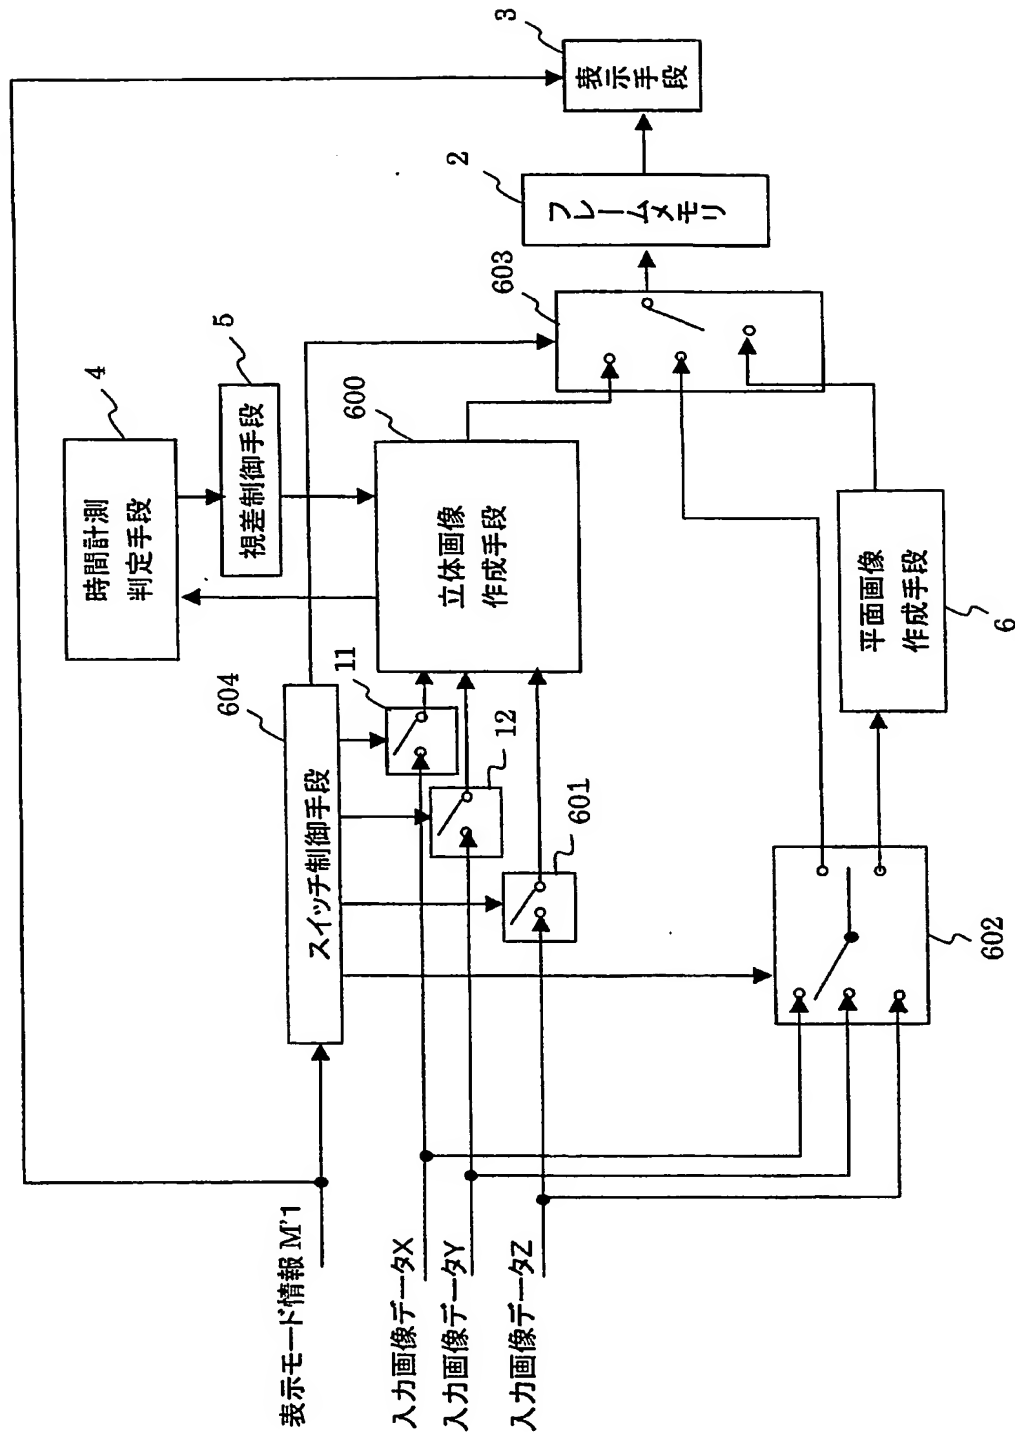 3
表示手段
2
フレームメモリ
603
5
視差制御手段
4
時間計測
判定手段
600
立体画像
作成手段
604
スイッチ制御手段
11
12
601
602
平面画像
作成手段
6
表示モード情報 M'1
入力画像データX
入力画像データY
入力画像データZ